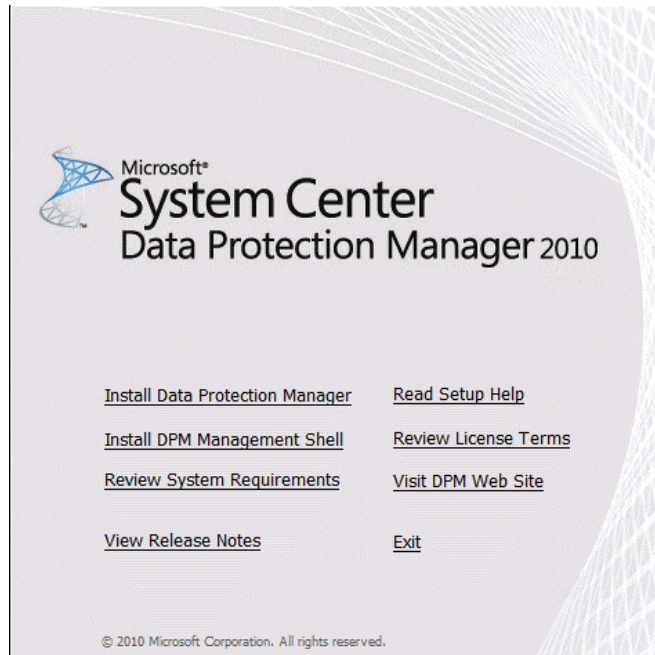 Microsoft®
System Center
™
Data Protection Manager 2010
Install Data Protection Manager
Read Setup Help
Install DPM Management Shell
Review License Terms
Review System Requirements
Visit DPM Web Site
View Release Notes
Exit
© 2010 Microsoft Corporation. All rights reserved.